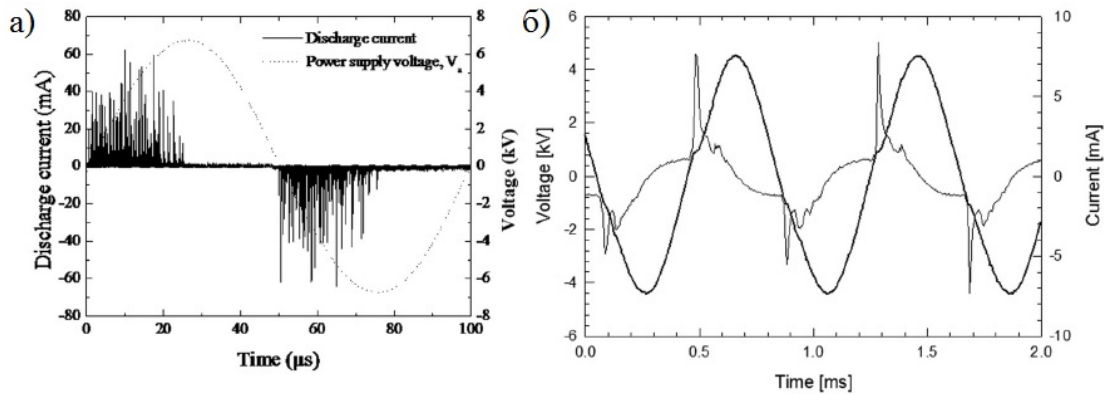 а)
80
60
40
20
0
-20
-40
-60
-80
Discharge current (mA)
Discharge current
Power supply voltage, Vₐ
8
6
4
2
0
-2
-4
-6
-8
Voltage (kV)
0 20 40 60 80 100
Time (μs)
б)
6
4
2
0
-2
-4
-6
Voltage [kV]
10
5
0
-5
-10
Current [mA]
0.0 0.5 1.0 1.5 2.0
Time [ms]